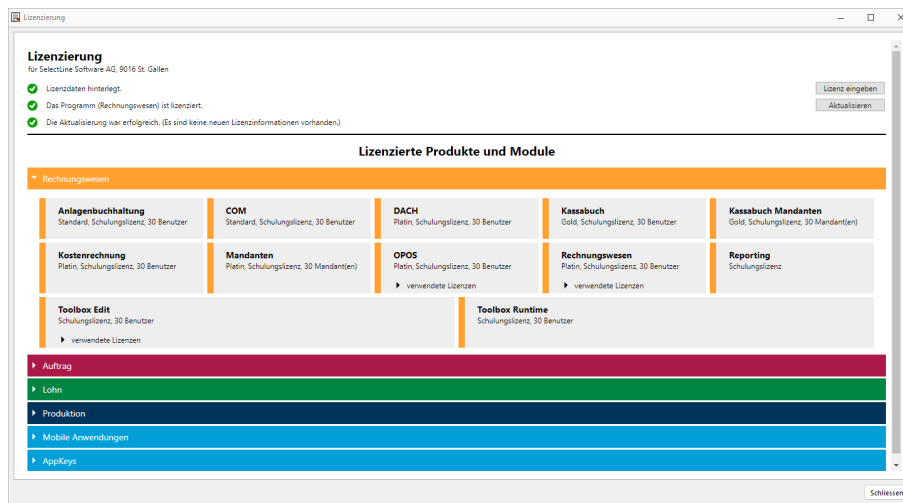 Lizenzierung
Lizenzierung
für SelectLine Software AG, 9016 St. Gallen
Lizenzdaten hinterlegt.
Lizenz eingeben
Das Programm (Rechnungswesen) ist lizenziert.
Aktualisieren
Die Aktualisierung war erfolgreich. (Es sind keine neuen Lizenzinformationen vorhanden.)
Lizenzierte Produkte und Module
Rechnungswesen
Anlagenbuchhaltung
Standard, Schulungslizenz, 30 Benutzer
COM
Standard, Schulungslizenz, 30 Benutzer
DACH
Platin, Schulungslizenz, 30 Benutzer
Kassabuch
Gold, Schulungslizenz, 30 Benutzer
Kassabuch Mandanten
Gold, Schulungslizenz, 30 Mandant(en)
Kostenrechnung
Platin, Schulungslizenz, 30 Benutzer
Mandanten
Platin, Schulungslizenz, 30 Mandant(en)
OPOS
Platin, Schulungslizenz, 30 Benutzer
verwendete Lizenzen
Rechnungswesen
Platin, Schulungslizenz, 30 Benutzer
verwendete Lizenzen
Reporting
Schulungslizenz
Toolbox Edit
Schulungslizenz, 30 Benutzer
verwendete Lizenzen
Toolbox Runtime
Schulungslizenz, 30 Benutzer
Auftrag
Lohn
Produktion
Mobile Anwendungen
AppKeys
Schliessen